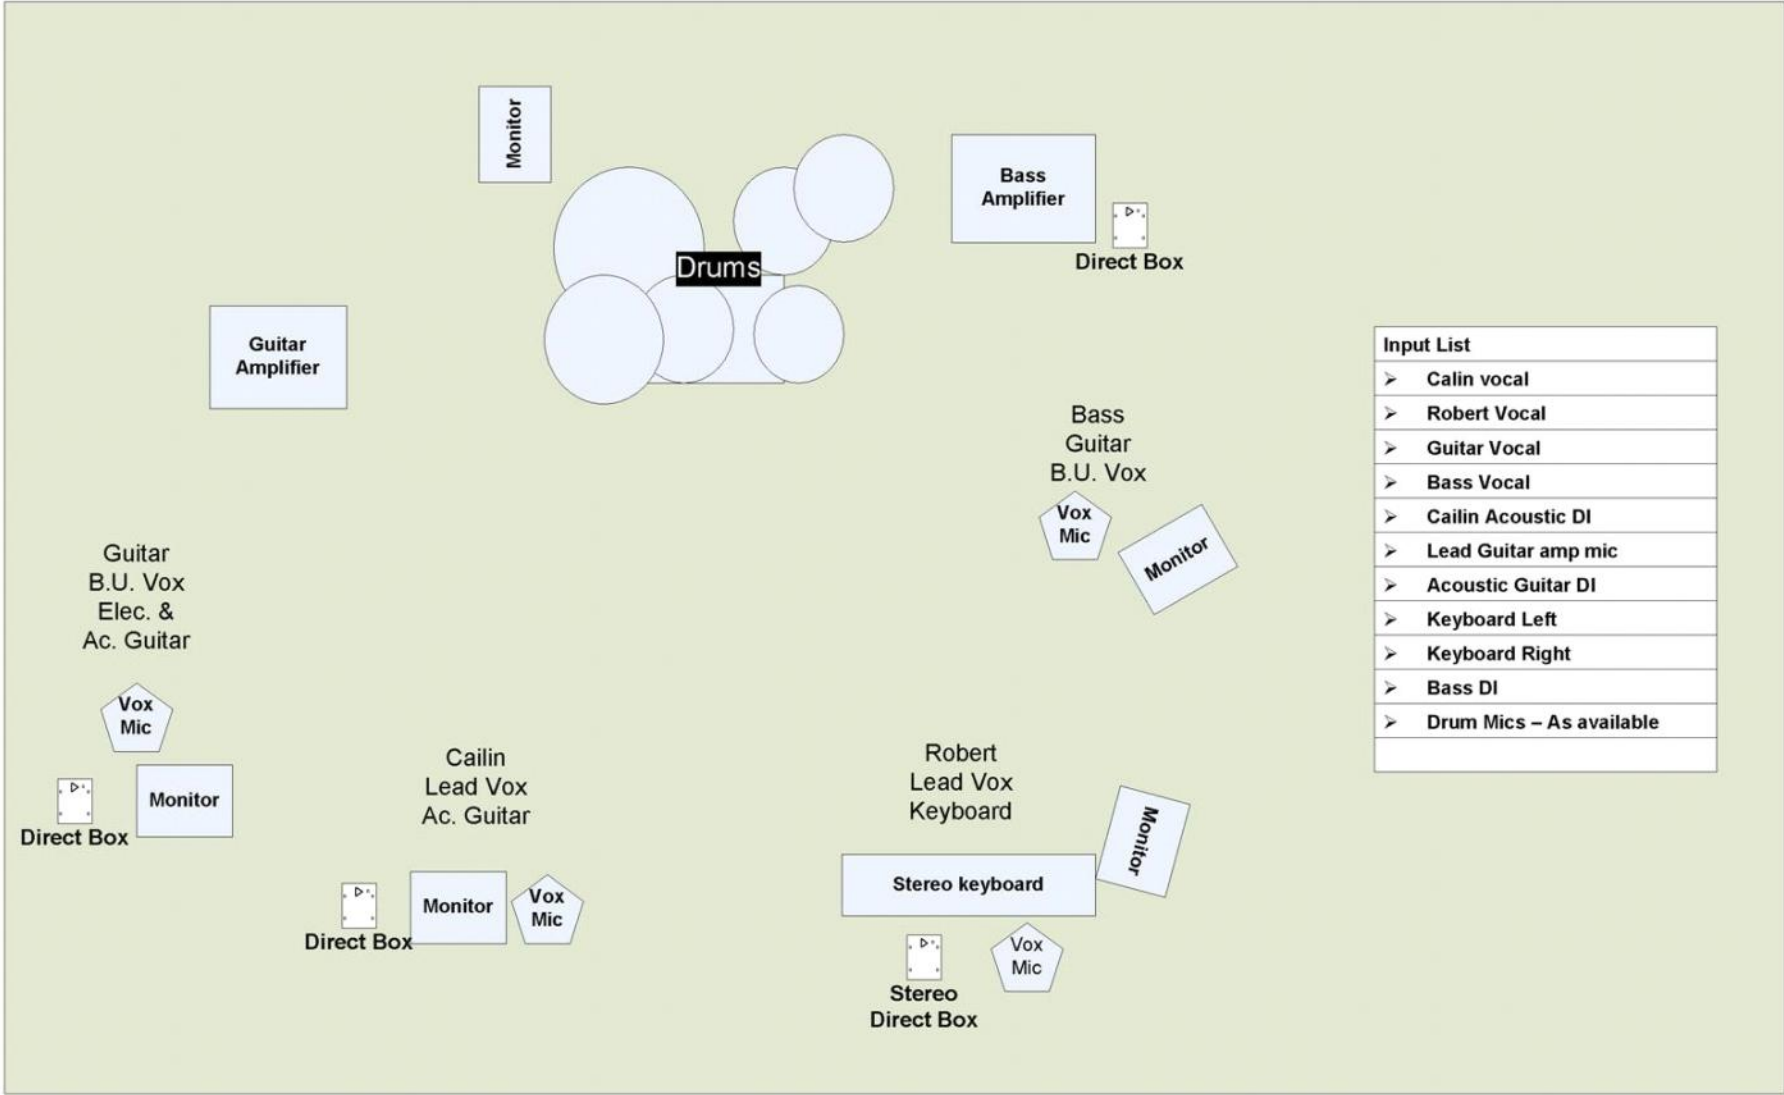 Monitor
Bass
Amplifier
Direct Box
Drums
Guitar
Amplifier
Input List
Calin vocal
Robert Vocal
Guitar Vocal
Bass Vocal
Cailin Acoustic DI
Lead Guitar amp mic
Acoustic Guitar DI
Keyboard Left
Keyboard Right
Bass DI
Drum Mics – As available
Bass
Guitar
B.U. Vox
Vox
Mic
Monitor
Guitar
B.U. Vox
Elec. &
Ac. Guitar
Vox
Mic
Monitor
Direct Box
Cailin
Lead Vox
Ac. Guitar
Monitor
Vox
Mic
Direct Box
Robert
Lead Vox
Keyboard
Monitor
Stereo keyboard
Vox
Mic
Stereo
Direct Box